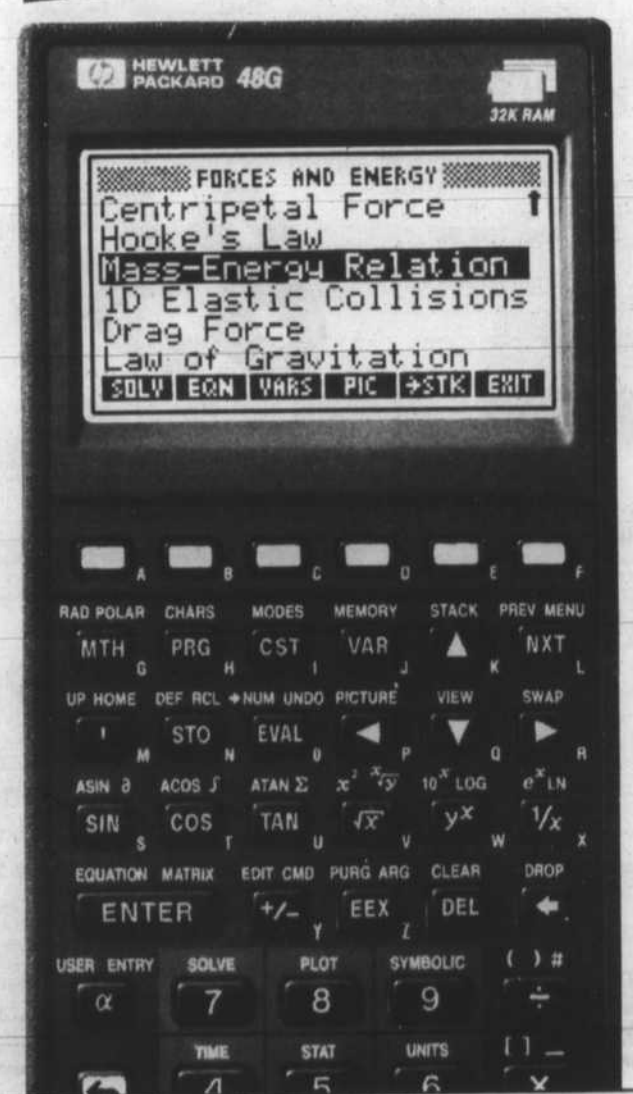 hp HEWLETT PACKARD 48G
32K RAM
FORCES AND ENERGY
Centripetal Force ↑
Hooke's Law
Mass-Energy Relation
1D Elastic Collisions
Drag Force
Law of Gravitation
SOLV EQN VARS PIC →STK EXIT
A B C D E F
RAD POLAR CHARS MODES MEMORY STACK PREV MENU
MTH G PRG H CST I VAR J ▲ K NXT L
UP HOME DEF RCL →NUM UNDO PICTURE VIEW SWAP
' M STO N EVAL O ◀ P ▼ Q ▶ R
ASIN ∂ ACOS ∫ ATAN Σ x² ˣ√y 10ˣ LOG eˣ LN
SIN S COS T TAN U √x V yˣ W 1/x X
EQUATION MATRIX EDIT CMD PURG ARG CLEAR DROP
ENTER +/- Y EEX Z DEL ←
USER ENTRY SOLVE PLOT SYMBOLIC ( ) #
α 7 8 9 ÷
TIME STAT UNITS [ ] _
4 5 6 ×